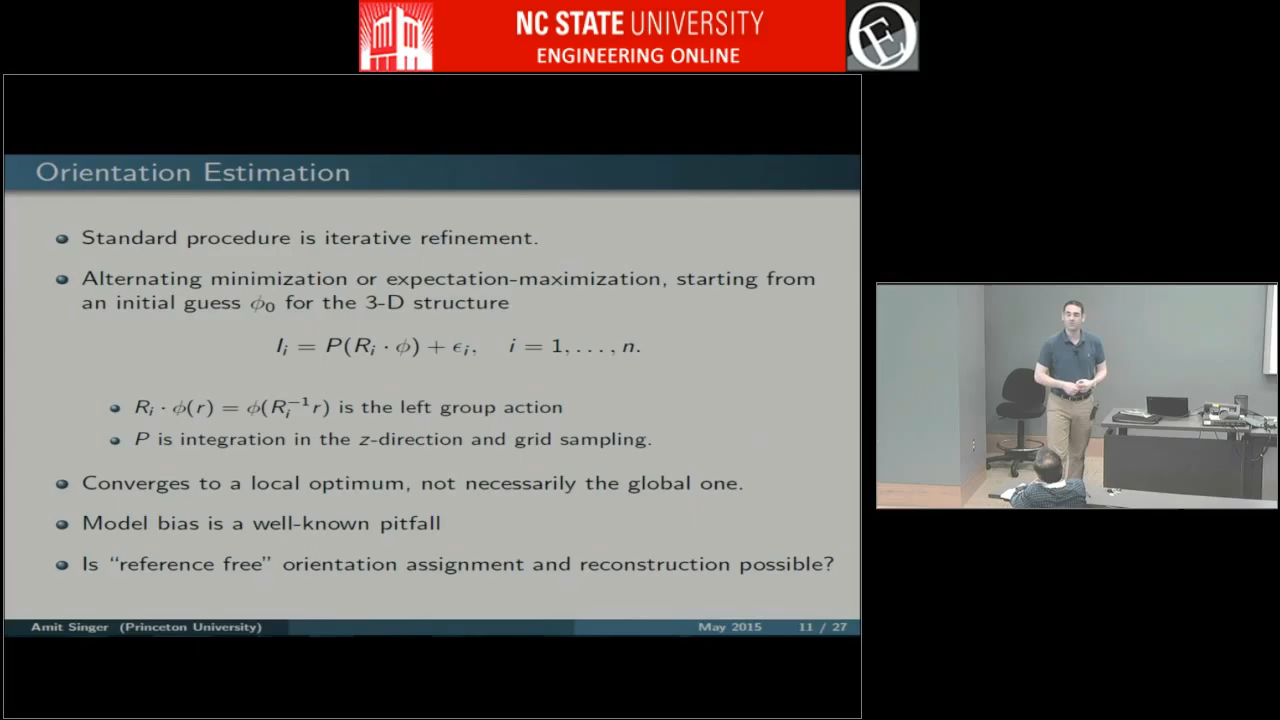 NC STATE UNIVERSITY
ENGINEERING ONLINE
Orientation Estimation
Standard procedure is iterative refinement.
Alternating minimization or expectation-maximization, starting from
an initial guess ϕ₀ for the 3-D structure
Iᵢ = P(Rᵢ · ϕ) + ϵᵢ, i = 1, . . . , n.
Rᵢ · ϕ(r) = ϕ(Rᵢ⁻¹r) is the left group action
P is integration in the z-direction and grid sampling.
Converges to a local optimum, not necessarily the global one.
Model bias is a well-known pitfall
Is “reference free” orientation assignment and reconstruction possible?
Amit Singer (Princeton University) May 2015 11 / 27